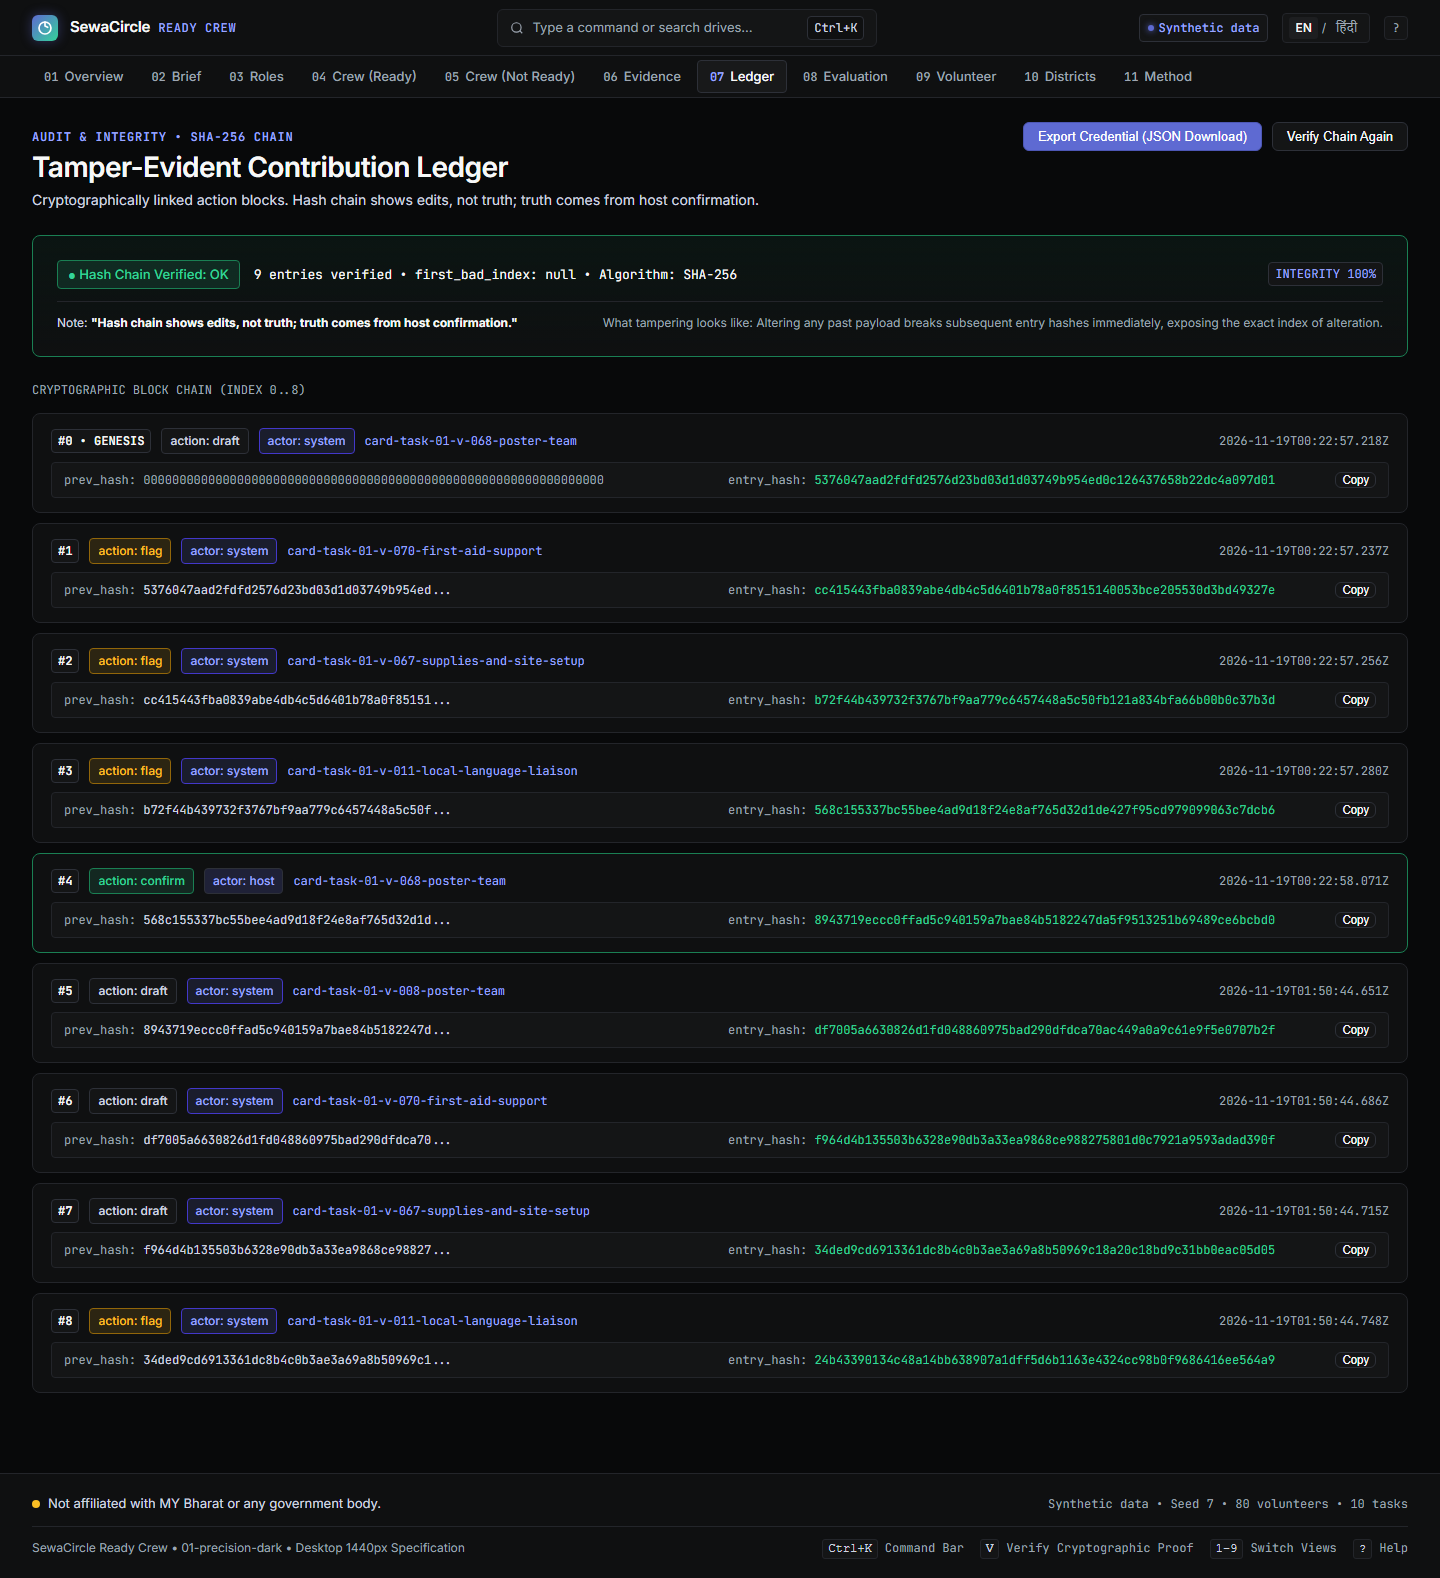 SewaCircle READY CREW
Type a command or search drives... Ctrl+K
Synthetic data
EN / हिंदी
?
01 Overview
02 Brief
03 Roles
04 Crew (Ready)
05 Crew (Not Ready)
06 Evidence
07 Ledger
08 Evaluation
09 Volunteer
10 Districts
11 Method
AUDIT & INTEGRITY • SHA-256 CHAIN
Export Credential (JSON Download)
Verify Chain Again
Tamper-Evident Contribution Ledger
Cryptographically linked action blocks. Hash chain shows edits, not truth; truth comes from host confirmation.
Hash Chain Verified: OK 9 entries verified • first_bad_index: null • Algorithm: SHA-256 INTEGRITY 100%
Note: "Hash chain shows edits, not truth; truth comes from host confirmation." What tampering looks like: Altering any past payload breaks subsequent entry hashes immediately, exposing the exact index of alteration.
CRYPTOGRAPHIC BLOCK CHAIN (INDEX 0..8)
#0 • GENESIS action: draft actor: system card-task-01-v-068-poster-team 2026-11-19T00:22:57.218Z
prev_hash: 0000000000000000000000000000000000000000000000000000000000000000 entry_hash: 5376047aad2fdfd2576d23bd03d1d03749b954ed0c126437658b22dc4a097d01 Copy
#1 action: flag actor: system card-task-01-v-070-first-aid-support 2026-11-19T00:22:57.237Z
prev_hash: 5376047aad2fdfd2576d23bd03d1d03749b954ed... entry_hash: cc415443fba0839abe4db4c5d6401b78a0f8515140053bce205530d3bd49327e Copy
#2 action: flag actor: system card-task-01-v-067-supplies-and-site-setup 2026-11-19T00:22:57.256Z
prev_hash: cc415443fba0839abe4db4c5d6401b78a0f85151... entry_hash: b72f44b439732f3767bf9aa779c6457448a5c50fb121a834bfa66b00b0c37b3d Copy
#3 action: flag actor: system card-task-01-v-011-local-language-liaison 2026-11-19T00:22:57.280Z
prev_hash: b72f44b439732f3767bf9aa779c6457448a5c50f... entry_hash: 568c155337bc55bee4ad9d18f24e8af765d32d1de427f95cd979099063c7dcb6 Copy
#4 action: confirm actor: host card-task-01-v-068-poster-team 2026-11-19T00:22:58.071Z
prev_hash: 568c155337bc55bee4ad9d18f24e8af765d32d1d... entry_hash: 8943719eccc0ffad5c940159a7bae84b5182247da5f9513251b69489ce6bcbd0 Copy
#5 action: draft actor: system card-task-01-v-008-poster-team 2026-11-19T01:50:44.651Z
prev_hash: 8943719eccc0ffad5c940159a7bae84b5182247d... entry_hash: df7005a6630826d1fd048860975bad290dfdca70ac449a0a9c61e9f5e0707b2f Copy
#6 action: draft actor: system card-task-01-v-070-first-aid-support 2026-11-19T01:50:44.686Z
prev_hash: df7005a6630826d1fd048860975bad290dfdca70... entry_hash: f964d4b135503b6328e90db3a33ea9868ce988275801d0c7921a9593adad390f Copy
#7 action: draft actor: system card-task-01-v-067-supplies-and-site-setup 2026-11-19T01:50:44.715Z
prev_hash: f964d4b135503b6328e90db3a33ea9868ce98827... entry_hash: 34ded9cd6913361dc8b4c0b3ae3a69a8b50969c18a20c18bd9c31bb0eac05d05 Copy
#8 action: flag actor: system card-task-01-v-011-local-language-liaison 2026-11-19T01:50:44.748Z
prev_hash: 34ded9cd6913361dc8b4c0b3ae3a69a8b50969c1... entry_hash: 24b43390134c48a14bb638907a1dff5d6b1163e4324cc98b0f9686416ee564a9 Copy
Not affiliated with MY Bharat or any government body.
Synthetic data • Seed 7 • 80 volunteers • 10 tasks
SewaCircle Ready Crew • 01-precision-dark • Desktop 1440px Specification
Ctrl+K Command Bar V Verify Cryptographic Proof 1-9 Switch Views ? Help